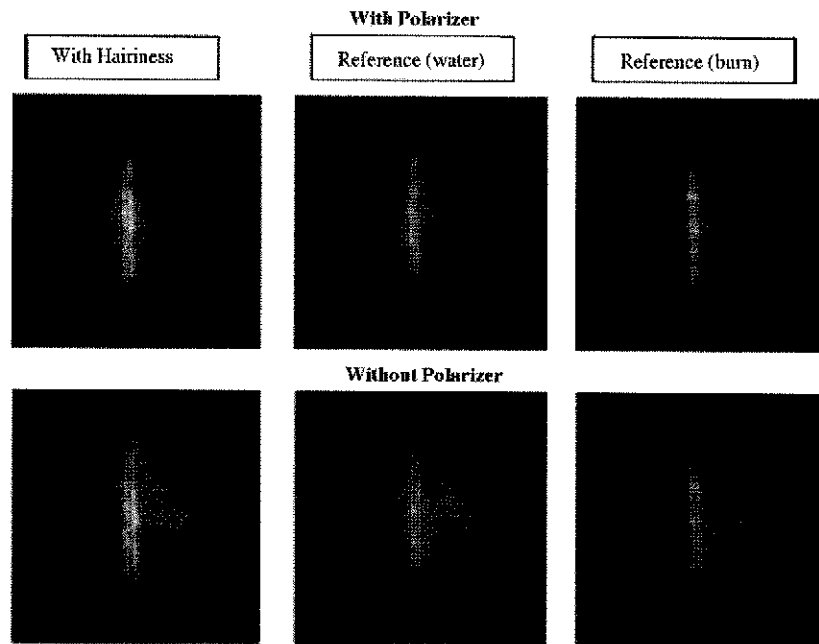 With Polarizer
With Hairiness
Reference (water)
Reference (burn)
Without Polarizer